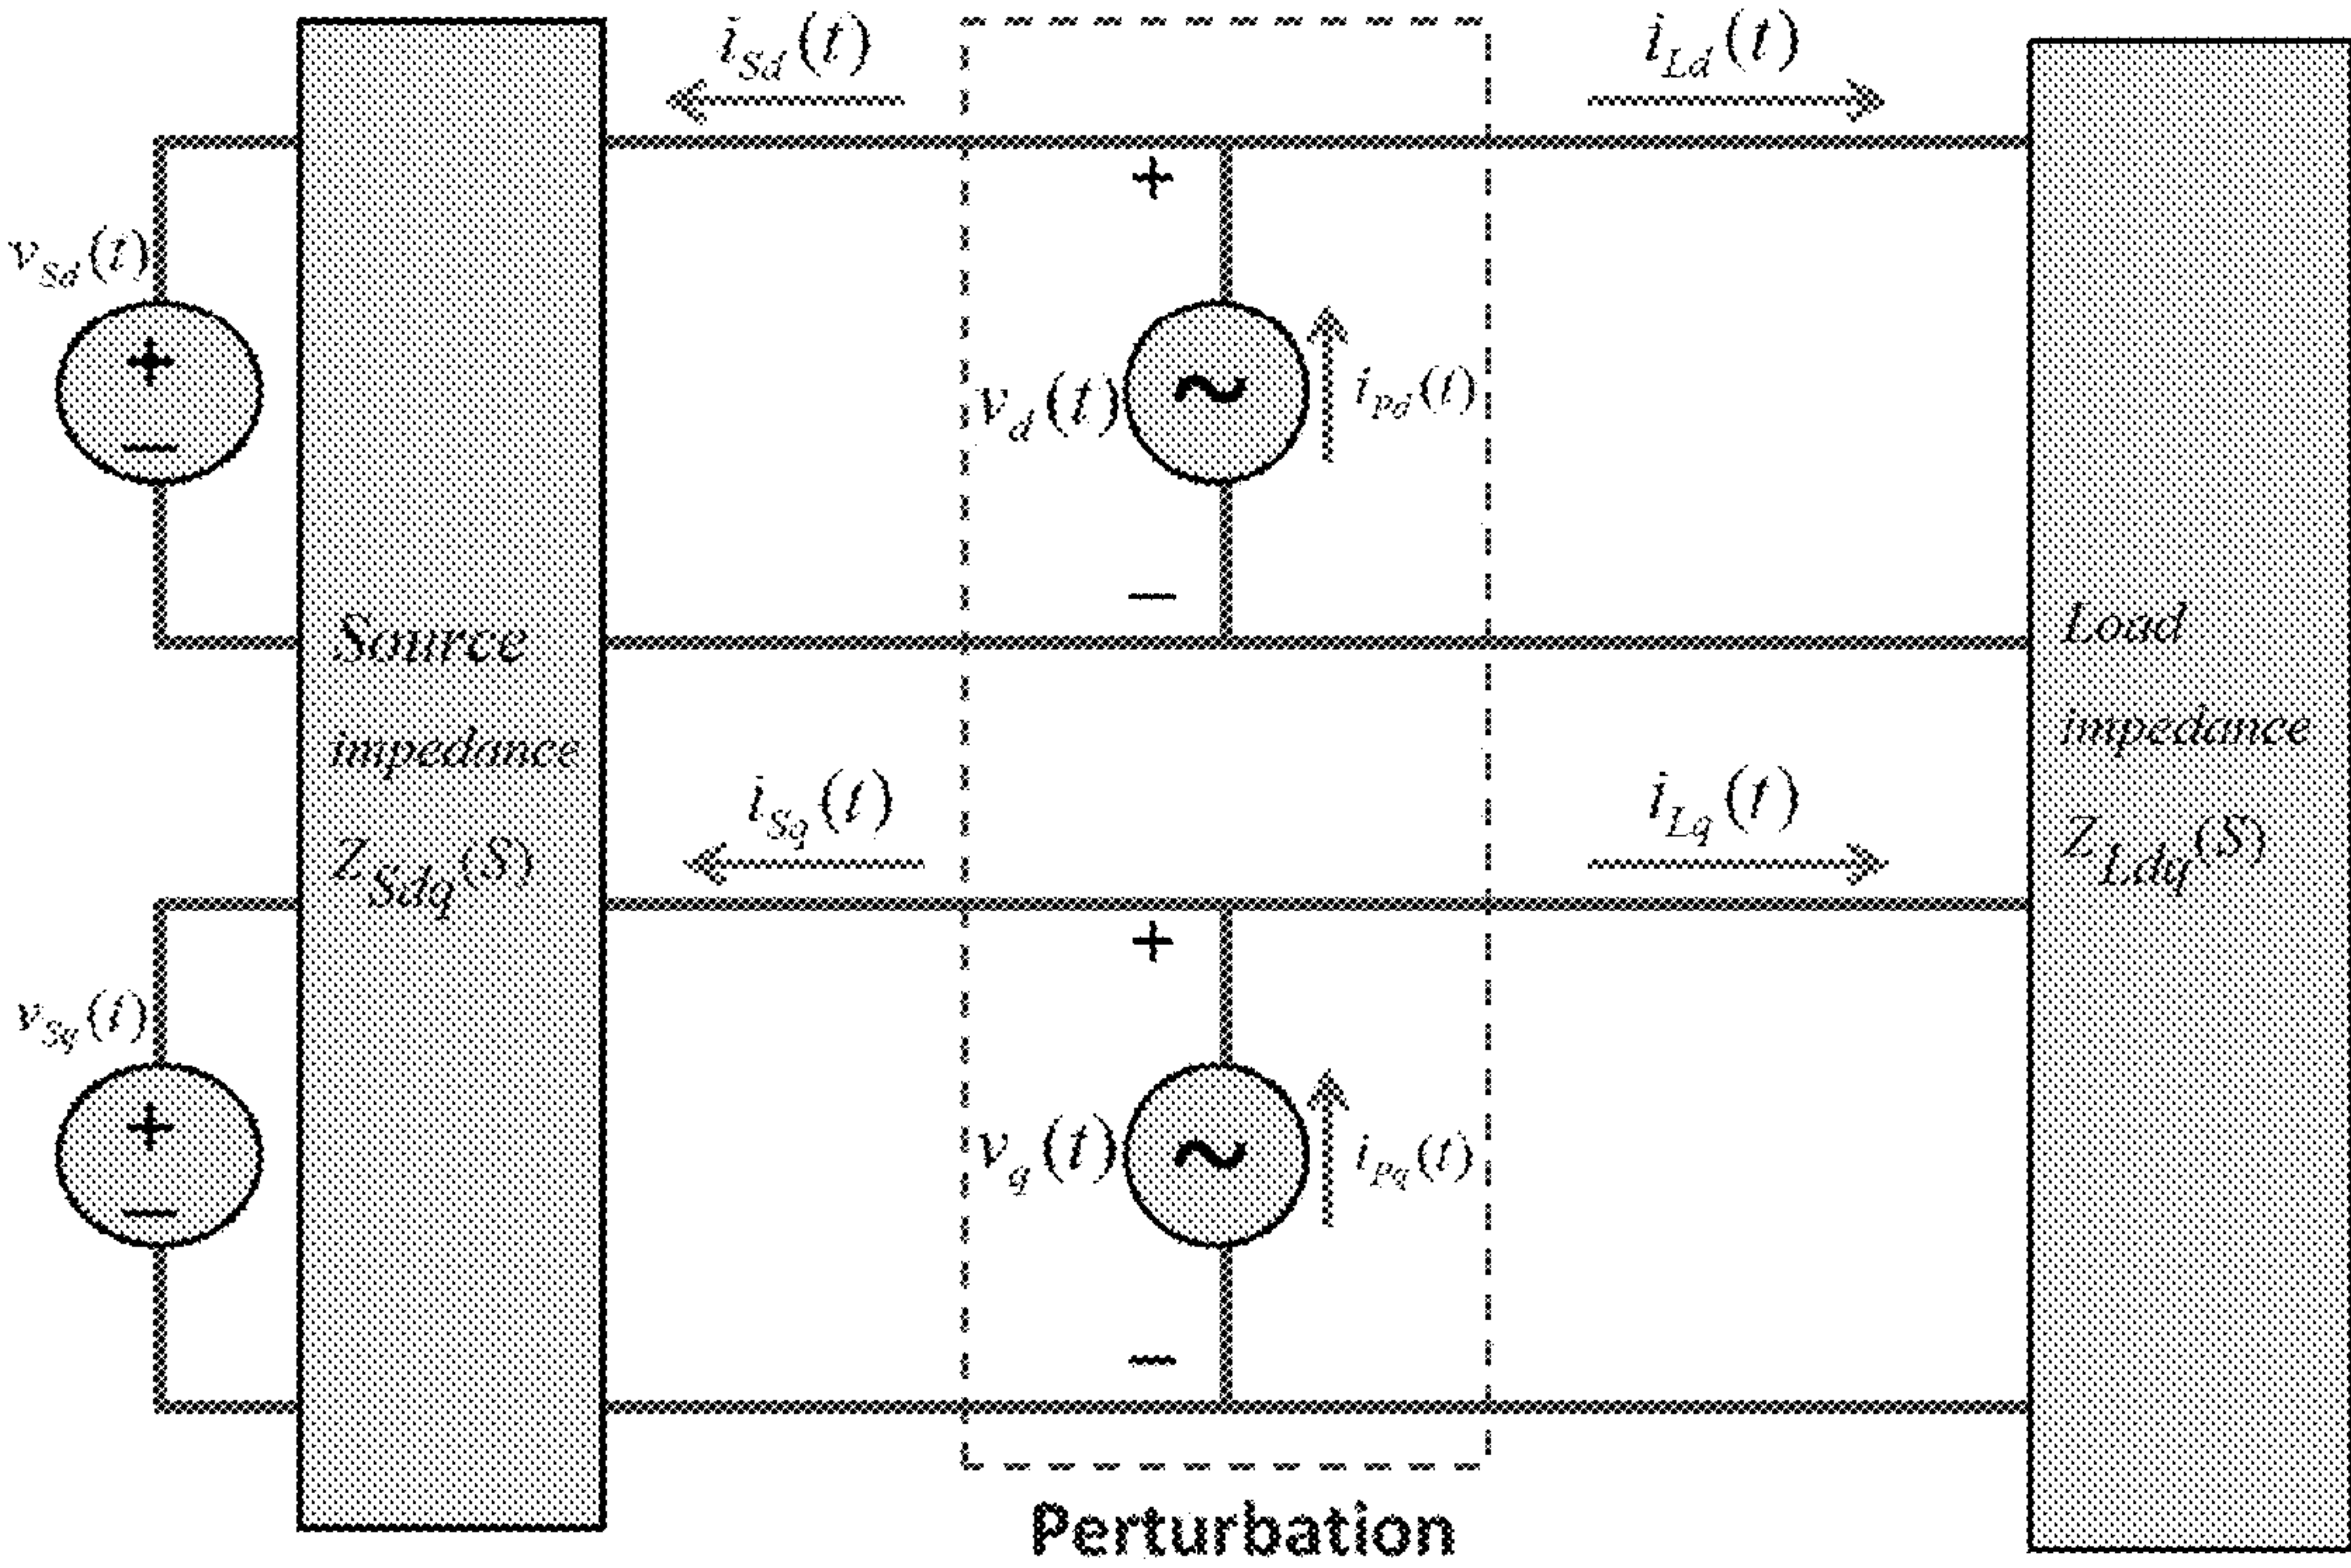 i_Sd(t)
i_Ld(t)
+
v_Sd(t)
+
−
v_d(t)
~
i_Pd(t)
−
Source
impedance
Z_Sdq(S)
Load
impedance
Z_Ldq(S)
i_Sq(t)
i_Lq(t)
+
v_Sq(t)
+
−
v_q(t)
~
i_Pq(t)
−
Perturbation